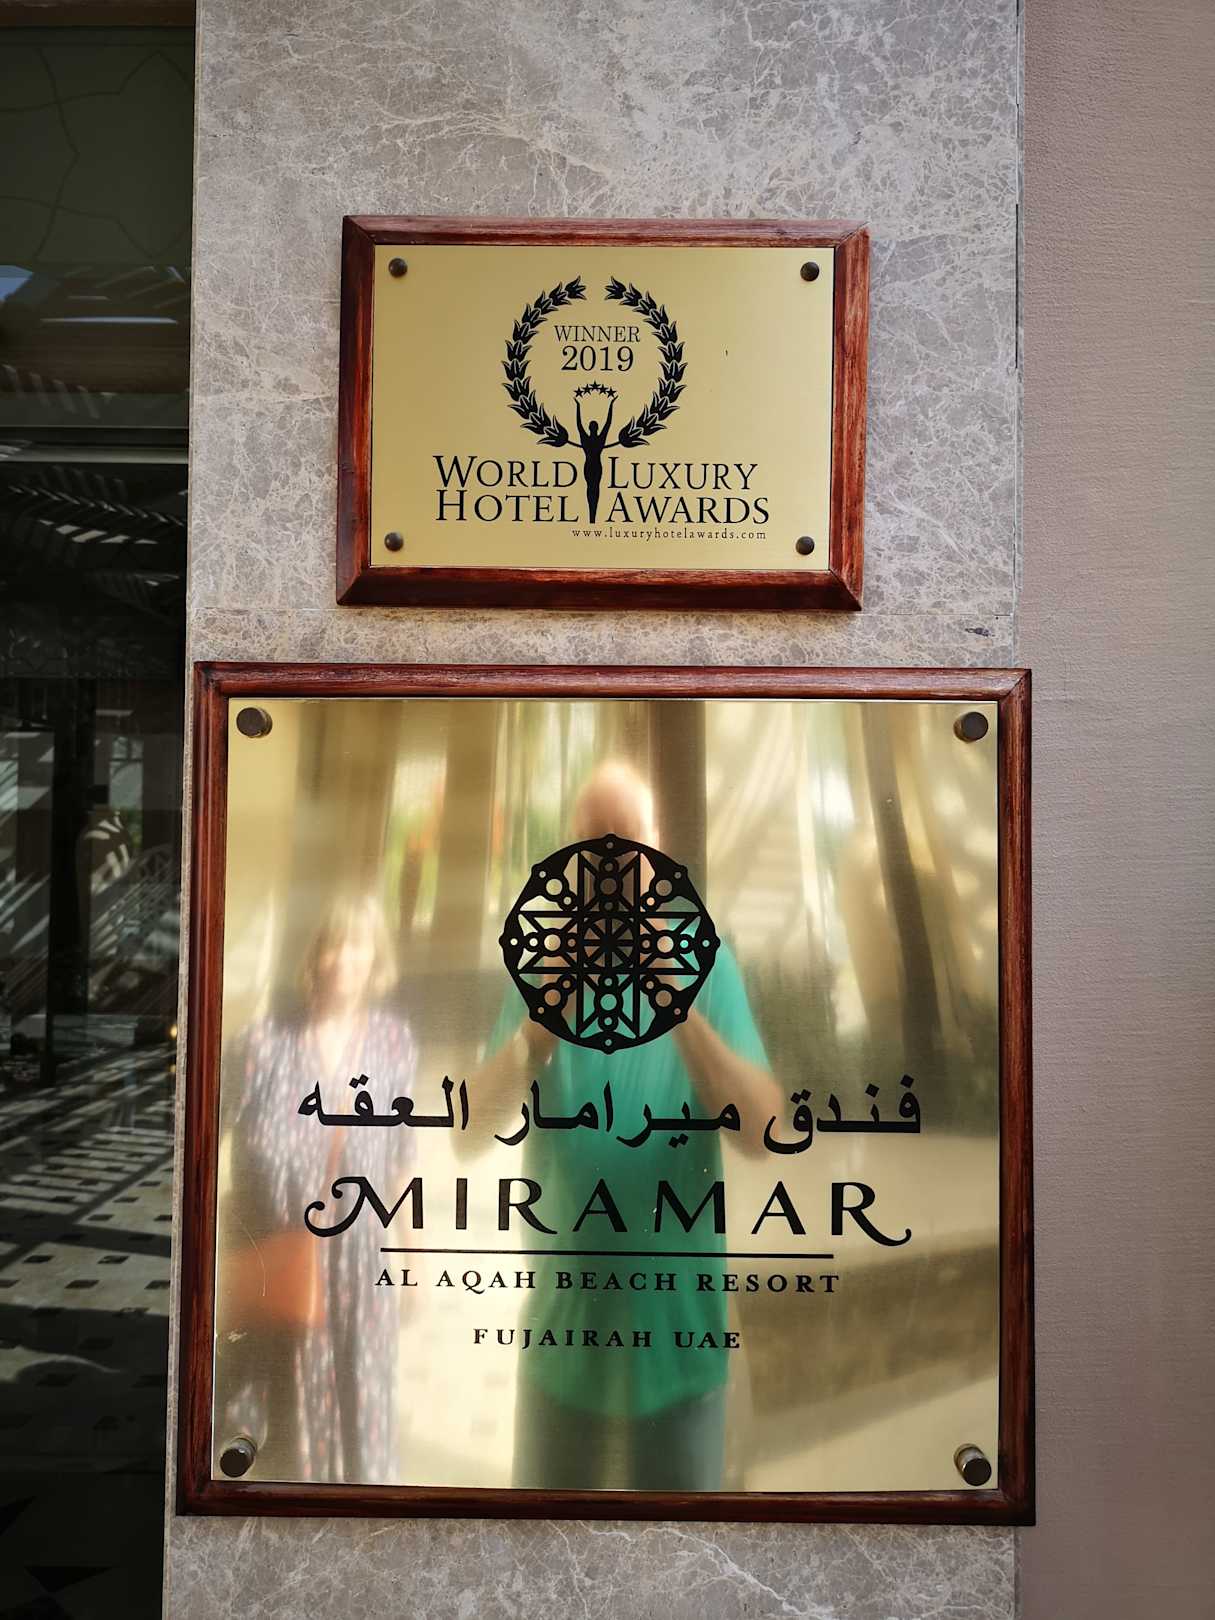 WINNER
2019
WORLD LUXURY
HOTEL AWARDS
www.luxuryhotelawards.com
فندق ميرامار العقه
MIRAMAR
AL AQAH BEACH RESORT
FUJAIRAH UAE